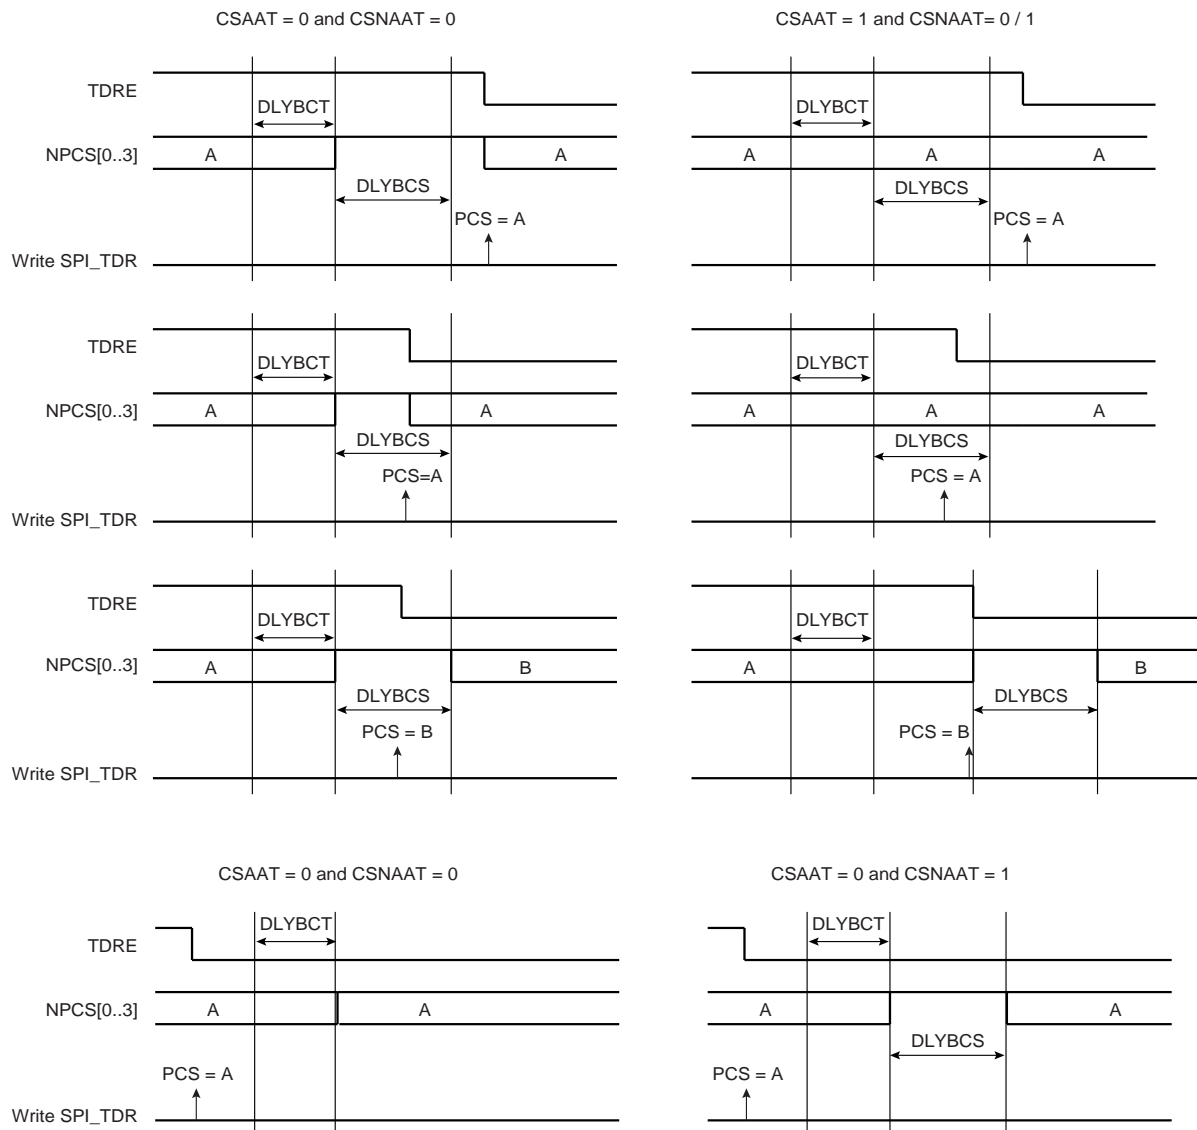 CSAAT = 0 and CSNAAT = 0
CSAAT = 1 and CSNAAT= 0 / 1
TDRE
DLYBCT
DLYBCT
NPCS[0..3]
A
A
A
A
A
DLYBCS
DLYBCS
PCS = A
PCS = A
Write SPI_TDR
TDRE
DLYBCT
DLYBCT
NPCS[0..3]
A
A
A
A
A
DLYBCS
DLYBCS
PCS=A
PCS = A
Write SPI_TDR
TDRE
DLYBCT
DLYBCT
NPCS[0..3]
A
B
A
B
DLYBCS
DLYBCS
PCS = B
PCS = B
Write SPI_TDR
CSAAT = 0 and CSNAAT = 0
CSAAT = 0 and CSNAAT = 1
TDRE
DLYBCT
DLYBCT
NPCS[0..3]
A
A
A
A
DLYBCS
PCS = A
PCS = A
Write SPI_TDR